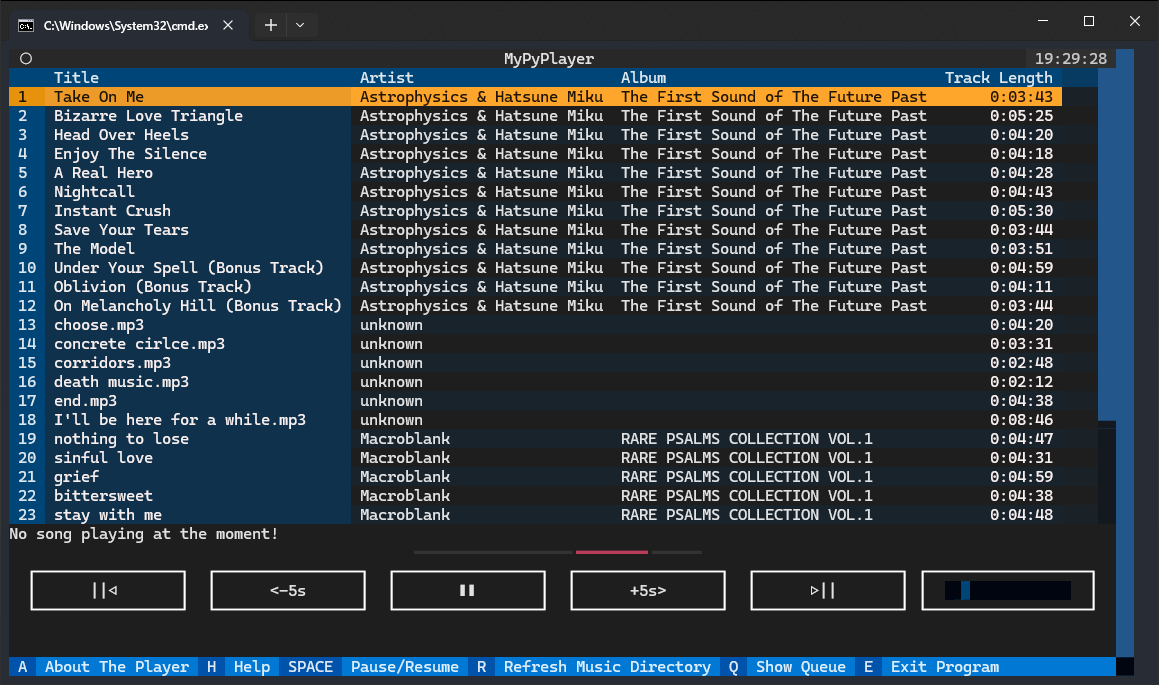 C:\Windows\System32\cmd.ex
MyPyPlayer 19:29:28
Title Artist Album Track Length
1 Take On Me Astrophysics & Hatsune Miku The First Sound of The Future Past 0:03:43
2 Bizarre Love Triangle Astrophysics & Hatsune Miku The First Sound of The Future Past 0:05:25
3 Head Over Heels Astrophysics & Hatsune Miku The First Sound of The Future Past 0:04:20
4 Enjoy The Silence Astrophysics & Hatsune Miku The First Sound of The Future Past 0:04:18
5 A Real Hero Astrophysics & Hatsune Miku The First Sound of The Future Past 0:04:28
6 Nightcall Astrophysics & Hatsune Miku The First Sound of The Future Past 0:04:43
7 Instant Crush Astrophysics & Hatsune Miku The First Sound of The Future Past 0:05:30
8 Save Your Tears Astrophysics & Hatsune Miku The First Sound of The Future Past 0:03:44
9 The Model Astrophysics & Hatsune Miku The First Sound of The Future Past 0:03:51
10 Under Your Spell (Bonus Track) Astrophysics & Hatsune Miku The First Sound of The Future Past 0:04:59
11 Oblivion (Bonus Track) Astrophysics & Hatsune Miku The First Sound of The Future Past 0:04:11
12 On Melancholy Hill (Bonus Track) Astrophysics & Hatsune Miku The First Sound of The Future Past 0:03:44
13 choose.mp3 unknown 0:04:20
14 concrete cirlce.mp3 unknown 0:03:31
15 corridors.mp3 unknown 0:02:48
16 death music.mp3 unknown 0:02:12
17 end.mp3 unknown 0:04:38
18 I'll be here for a while.mp3 unknown 0:08:46
19 nothing to lose Macroblank RARE PSALMS COLLECTION VOL.1 0:04:47
20 sinful love Macroblank RARE PSALMS COLLECTION VOL.1 0:04:31
21 grief Macroblank RARE PSALMS COLLECTION VOL.1 0:04:59
22 bittersweet Macroblank RARE PSALMS COLLECTION VOL.1 0:04:38
23 stay with me Macroblank RARE PSALMS COLLECTION VOL.1 0:04:48
No song playing at the moment!
||◁ <-5s ▮▮ +5s> ▷||
A About The Player H Help SPACE Pause/Resume R Refresh Music Directory Q Show Queue E Exit Program